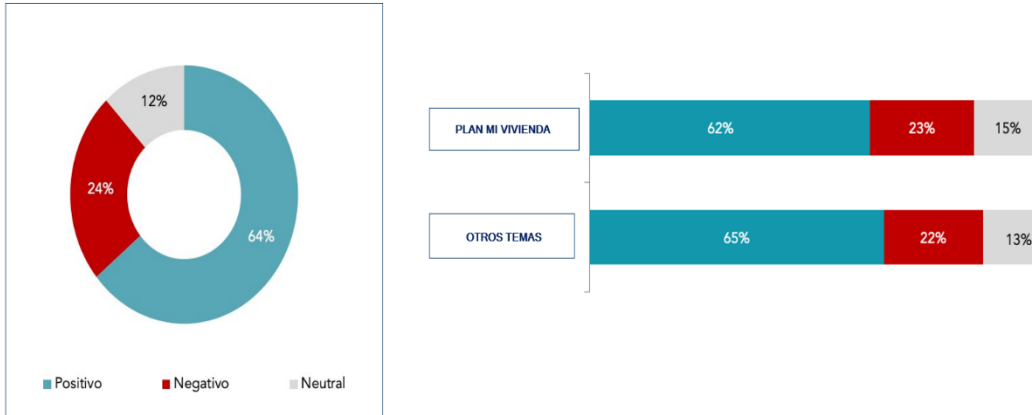 12%
24%
64%
Positivo
Negativo
Neutral
PLAN MI VIVIENDA
62%
23%
15%
OTROS TEMAS
65%
22%
13%